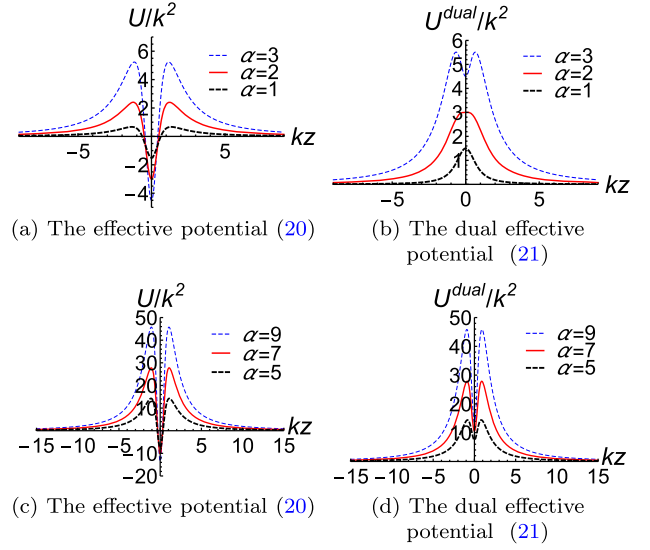 U/k²
6
4
2
-2
-4
-5
5
kz
α=3
α=2
α=1
(a) The effective potential (20)
U^dual/k²
6
5
4
3
2
1
-5
0
5
kz
α=3
α=2
α=1
(b) The dual effective
potential (21)
U/k²
50
40
30
20
10
-10
-20
-15 -10 -5 0 5 10 15
kz
α=9
α=7
α=5
(c) The effective potential (20)
U^dual/k²
50
40
30
20
10
-15 -10 -5 0 5 10 15
kz
α=9
α=7
α=5
(d) The dual effective
potential (21)